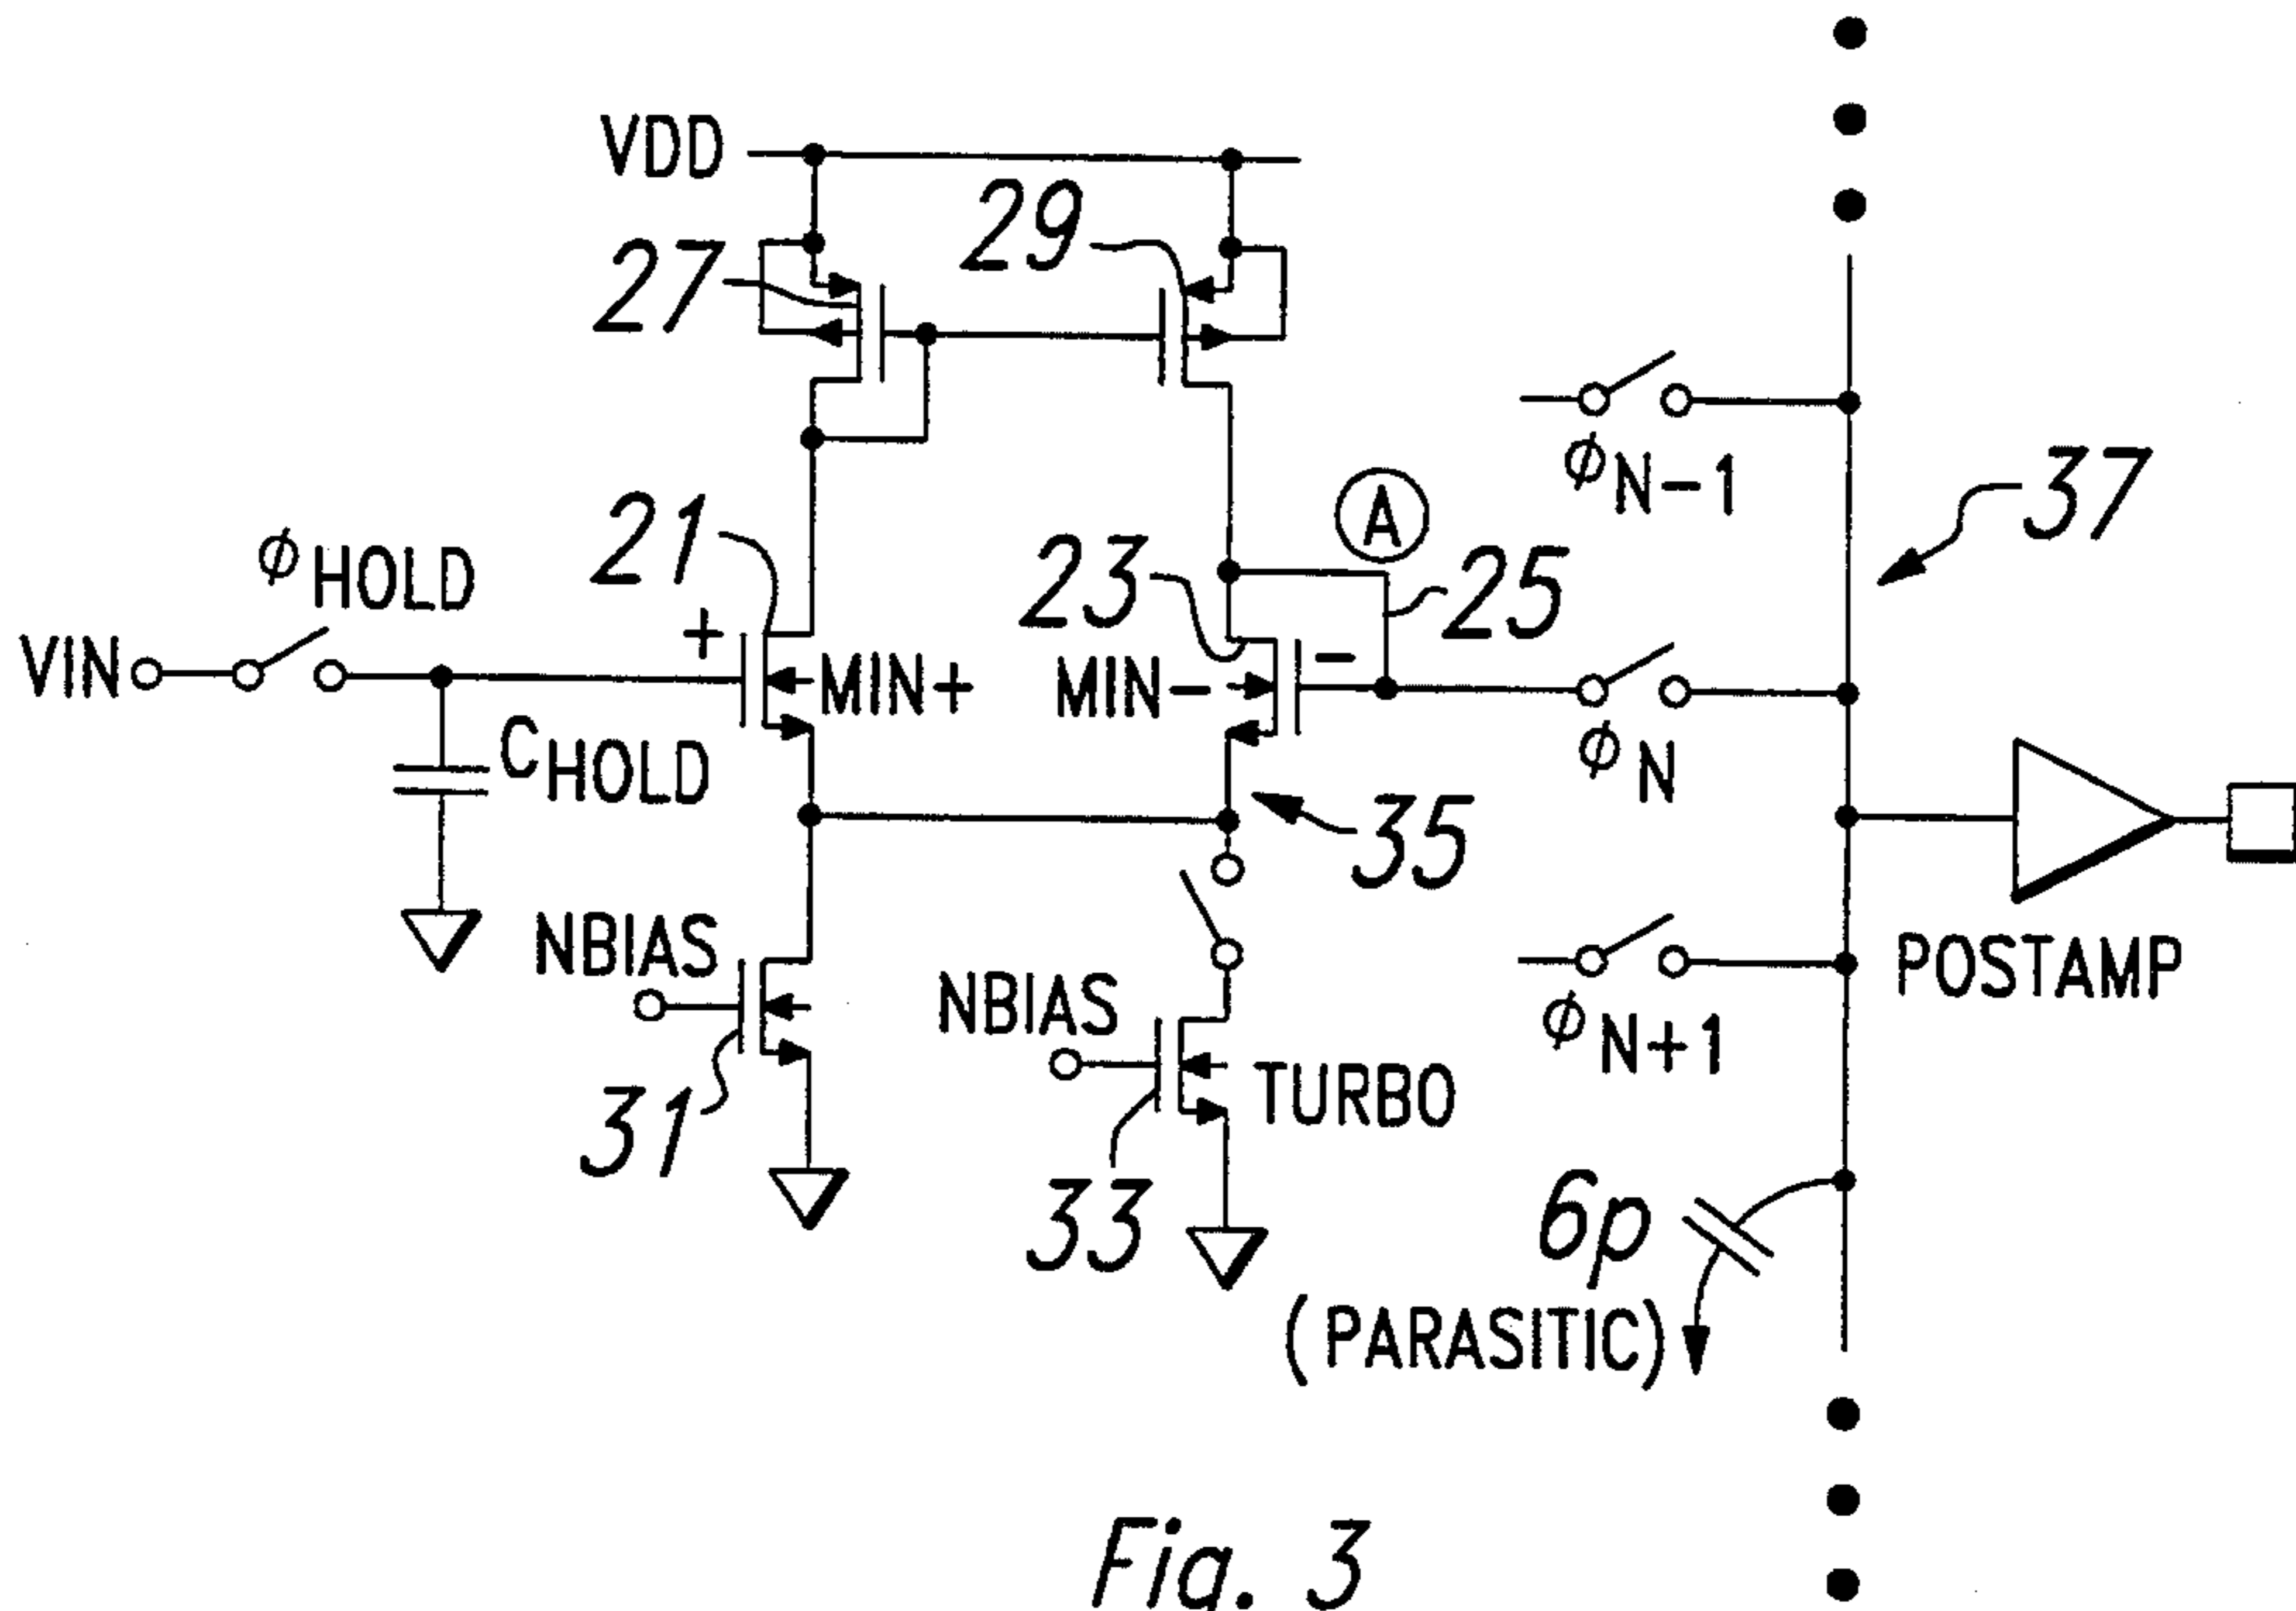 VDD
29
27
ϕN-1
37
21
A
ϕHOLD
23
25
+
-
VIN
MIN+
MIN-
CHOLD
ϕN
35
NBIAS
NBIAS
POSTAMP
ϕN+1
31
TURBO
33
6p
(PARASITIC)
Fig. 3